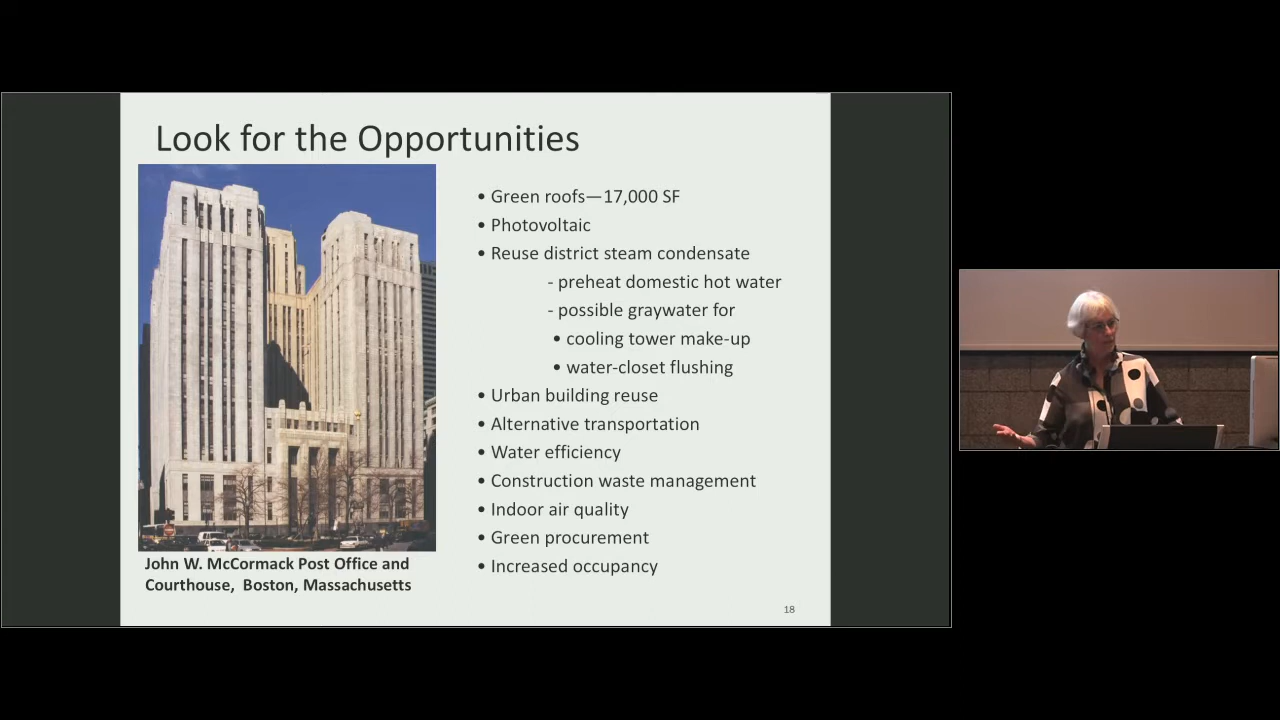 Look for the Opportunities
• Green roofs—17,000 SF
• Photovoltaic
• Reuse district steam condensate
- preheat domestic hot water
- possible graywater for
• cooling tower make-up
• water-closet flushing
• Urban building reuse
• Alternative transportation
• Water efficiency
• Construction waste management
• Indoor air quality
• Green procurement
• Increased occupancy
John W. McCormack Post Office and
Courthouse, Boston, Massachusetts
18